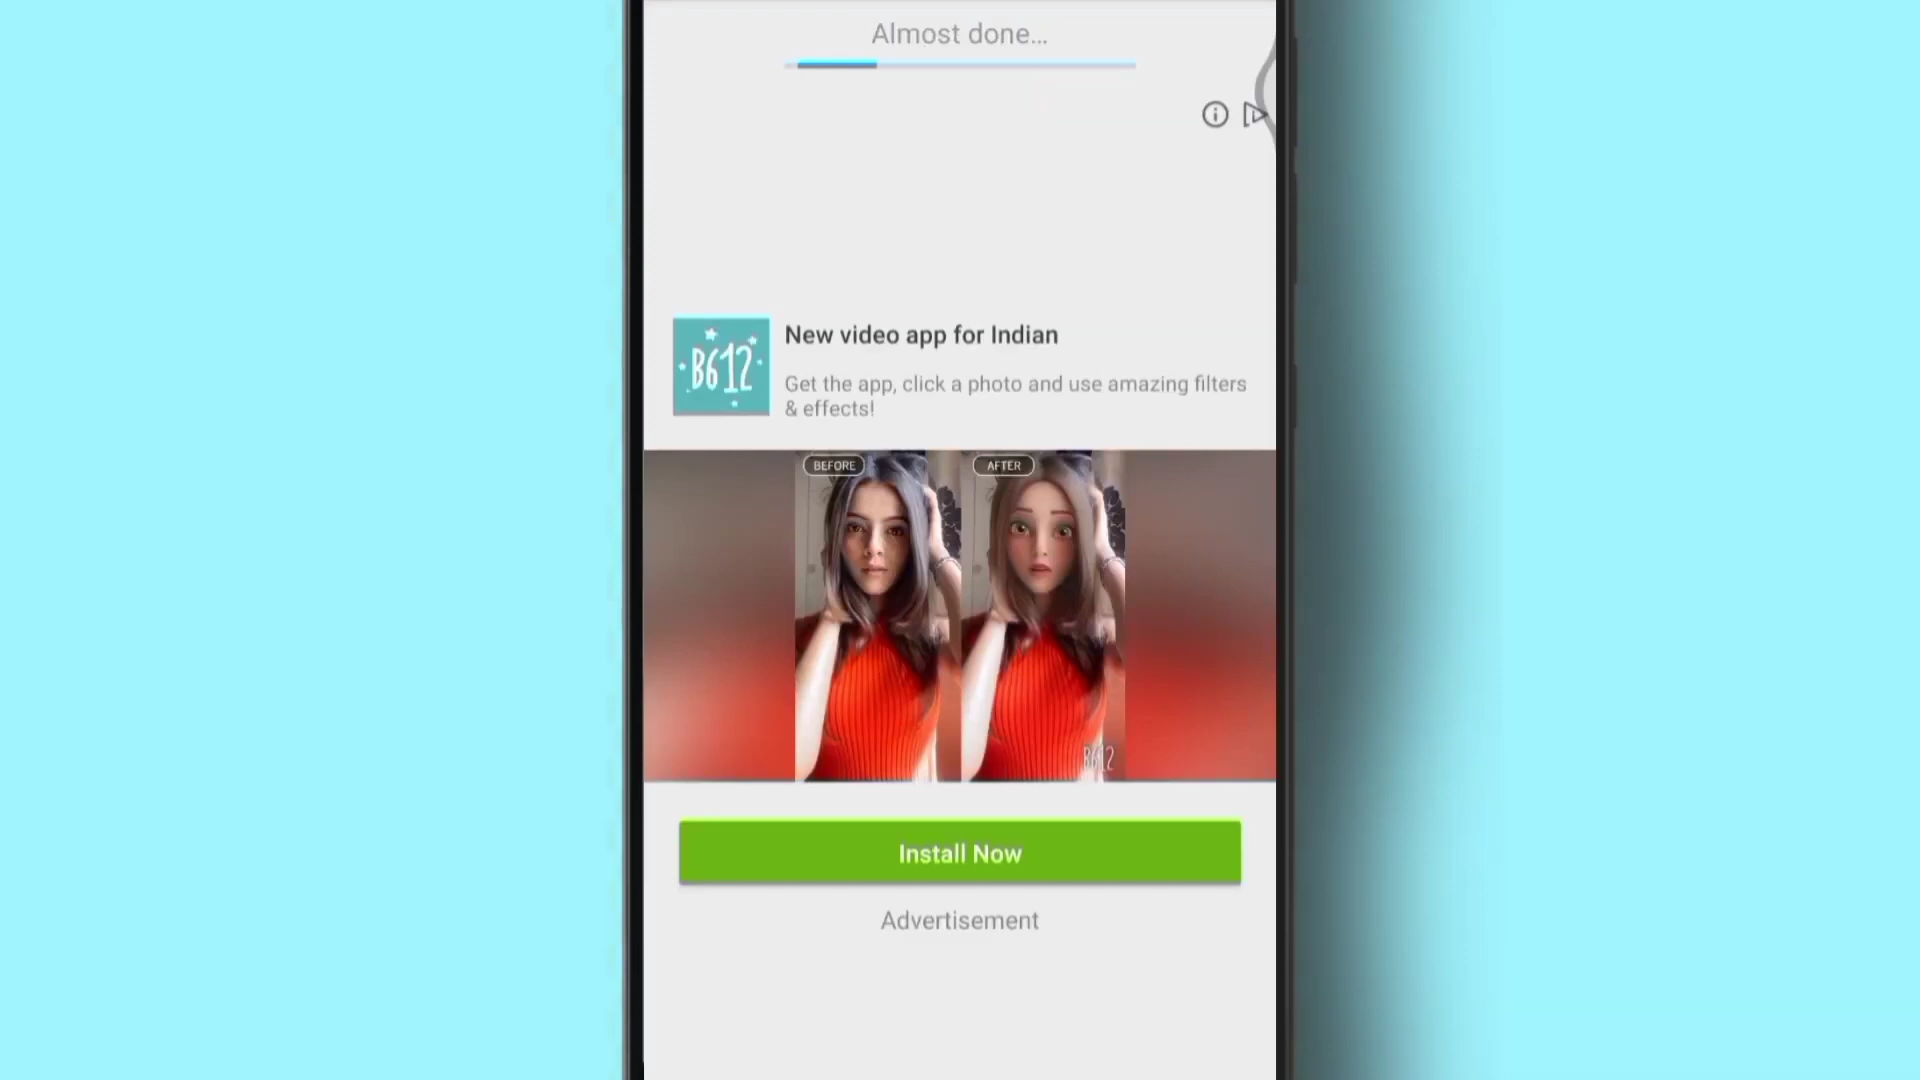 Almost done...
B612
New video app for Indian
Get the app, click a photo and use amazing filters
& effects!
BEFORE
AFTER
B612
Install Now
Advertisement